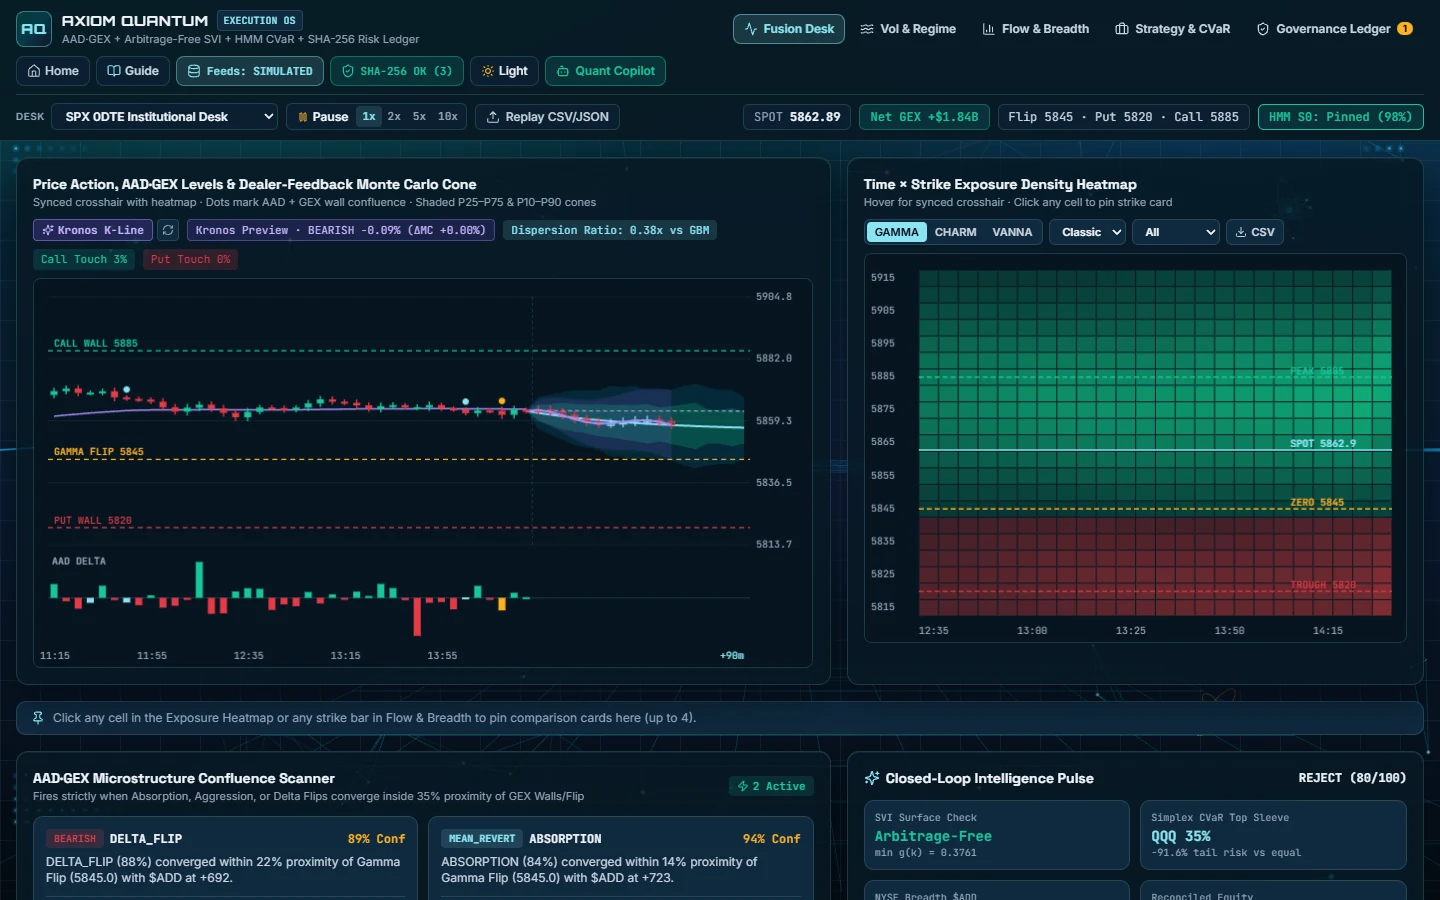 AQ
AXIOM QUANTUM EXECUTION OS
AAD·GEX + Arbitrage-Free SVI + HMM CVaR + SHA-256 Risk Ledger
Fusion Desk Vol & Regime Flow & Breadth Strategy & CVaR Governance Ledger 1
Home Guide Feeds: SIMULATED SHA-256 OK (3) Light Quant Copilot
DESK SPX 0DTE Institutional Desk Pause 1x 2x 5x 10x Replay CSV/JSON
SPOT 5862.89 Net GEX +$1.84B Flip 5845 · Put 5820 · Call 5885 HMM S0: Pinned (98%)
Price Action, AAD·GEX Levels & Dealer-Feedback Monte Carlo Cone
Synced crosshair with heatmap · Dots mark AAD + GEX wall confluence · Shaded P25–P75 & P10–P90 cones
Kronos K-Line Kronos Preview · BEARISH -0.09% (ΔMC +0.00%) Dispersion Ratio: 0.38x vs GBM
Call Touch 3% Put Touch 0%
5904.8
CALL WALL 5885
5882.0
5859.3
GAMMA FLIP 5845
5836.5
PUT WALL 5820
5813.7
AAD DELTA
11:15 11:55 12:35 13:15 13:55 +90m
Time × Strike Exposure Density Heatmap
Hover for synced crosshair · Click any cell to pin strike card
GAMMA CHARM VANNA Classic All CSV
5915
5905
5895
5885
PEAK 5885
5875
5865
SPOT 5862.9
5855
ZERO 5845
5845
5835
5825
TROUGH 5820
5815
12:35 13:00 13:25 13:50 14:15
Click any cell in the Exposure Heatmap or any strike bar in Flow & Breadth to pin comparison cards here (up to 4).
AAD·GEX Microstructure Confluence Scanner
Fires strictly when Absorption, Aggression, or Delta Flips converge inside 35% proximity of GEX Walls/Flip
2 Active
BEARISH DELTA_FLIP 89% Conf
DELTA_FLIP (88%) converged within 22% proximity of Gamma
Flip (5845.0) with $ADD at +692.
MEAN_REVERT ABSORPTION 94% Conf
ABSORPTION (84%) converged within 14% proximity of
Gamma Flip (5845.0) with $ADD at +723.
Closed-Loop Intelligence Pulse REJECT (80/100)
SVI Surface Check
Arbitrage-Free
min g(k) = 0.3761
Simplex CVaR Top Sleeve
QQQ 35%
-91.6% tail risk vs equal
NYSE Breadth $ADD
Reconciled Equity